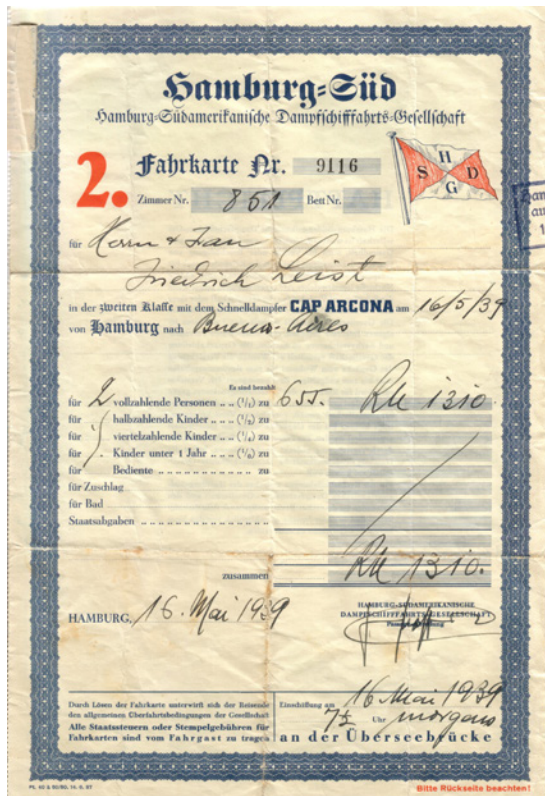 Hamburg-Süd
Hamburg-Südamerikanische Dampfschifffahrts-Gesellschaft
2. Fahrkarte Nr. 9116
Zimmer Nr. 851 Bett Nr.
S H D G
für Herrn + Frau
Friedrich Leist
in der zweiten Klasse mit dem Schnelldampfer CAP ARCONA am 16/5/39
von Hamburg nach Buenos-Aires
Es sind bezahlt
für 2 vollzahlende Personen .. .. (1/1) zu 655. RM 1310
für halbzahlende Kinder .. .. (1/2) zu
für viertelzahlende Kinder .. (1/4) zu
für Kinder unter 1 Jahr .. .. zu
für Bediente .. .. .. .. .. .. zu
für Zuschlag
für Bad
Staatsabgaben .. .. .. .. .. .. .. ..
zusammen RM 1310.
HAMBURG, 16. Mai 1939
HAMBURG-SÜDAMERIKANISCHE
DAMPFSCHIFFFAHRTS-GESELLSCHAFT
Durch Lösen der Fahrkarte unterwirft sich der Reisende
den allgemeinen Überfahrtsbedingungen der Gesellschaft
Alle Staatssteuern oder Stempelgebühren für
Fahrkarten sind vom Fahrgast zu tragen
Einschiffung am 16. Mai 1939
7½ Uhr morgens
an der Überseebrücke
Bitte Rückseite beachten!